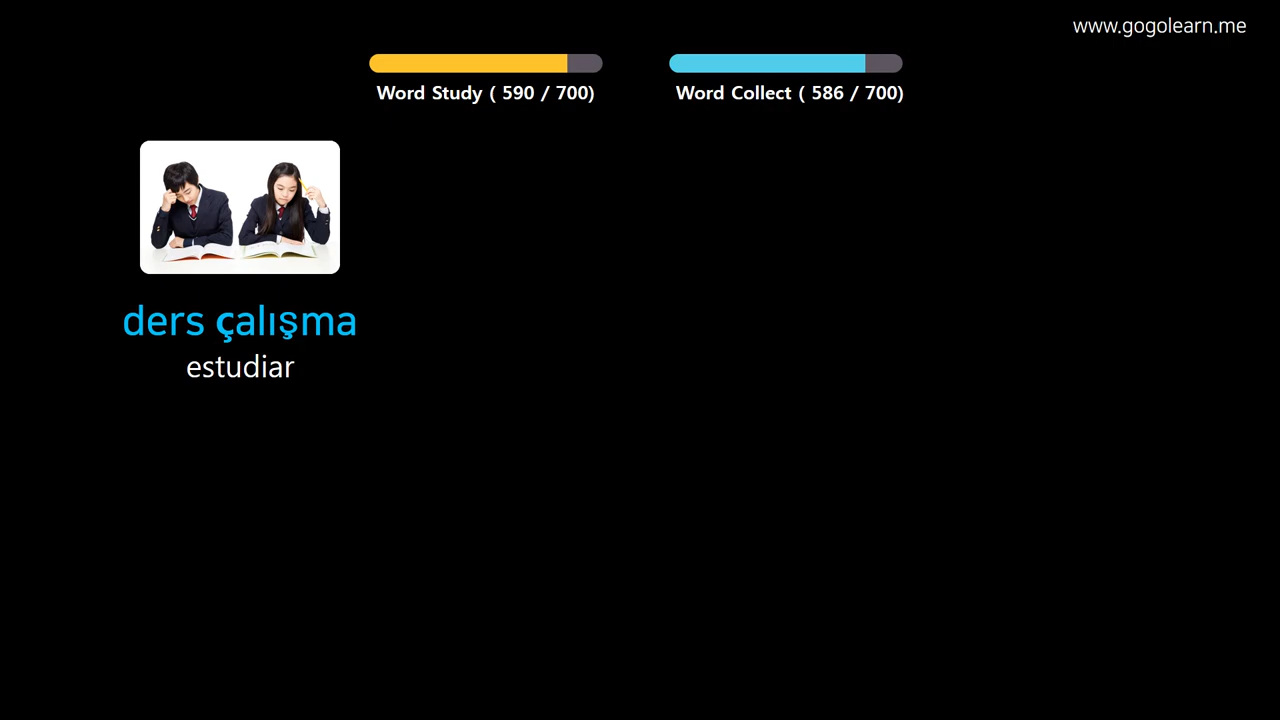 www.gogolearn.me
Word Study ( 590 / 700)
Word Collect ( 586 / 700)
ders çalışma
estudiar